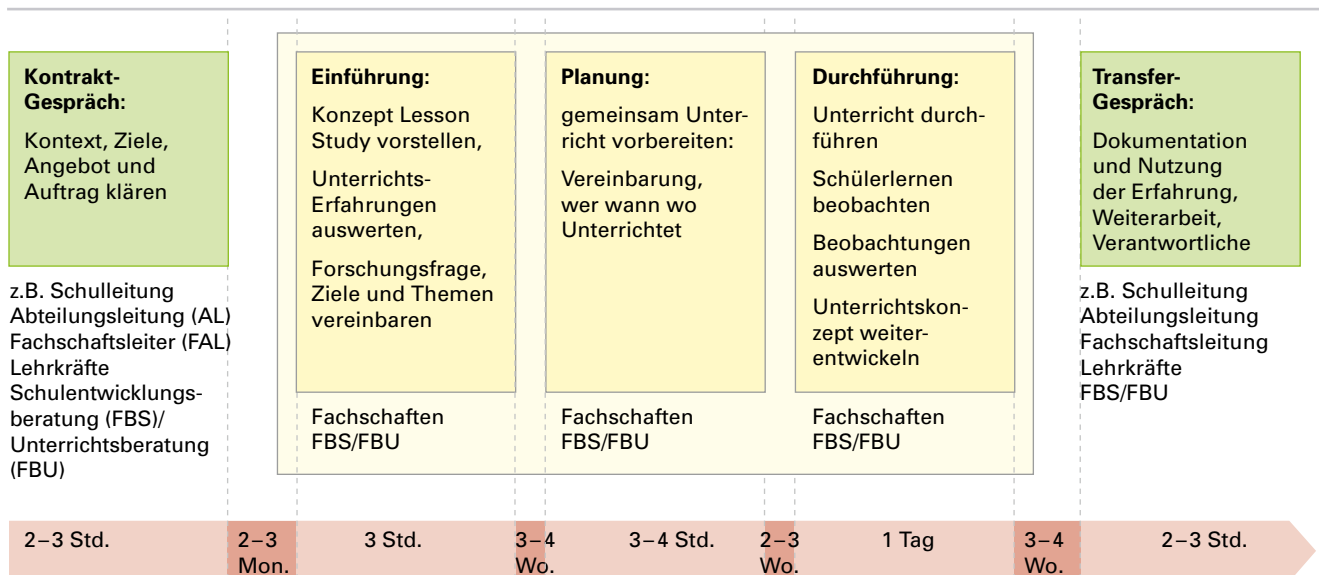 Kontrakt-
Gespräch:
Kontext, Ziele,
Angebot und
Auftrag klären
z.B. Schulleitung
Abteilungsleitung (AL)
Fachschaftsleiter (FAL)
Lehrkräfte
Schulentwicklungs-
beratung (FBS)/
Unterrichtsberatung
(FBU)
Einführung:
Konzept Lesson
Study vorstellen,
Unterrichts-
Erfahrungen
auswerten,
Forschungsfrage,
Ziele und Themen
vereinbaren
Fachschaften
FBS/FBU
Planung:
gemeinsam Unter-
richt vorbereiten:
Vereinbarung,
wer wann wo
Unterrichtet
Fachschaften
FBS/FBU
Durchführung:
Unterricht durch-
führen
Schülerlernen
beobachten
Beobachtungen
auswerten
Unterrichtskon-
zept weiter-
entwickeln
Fachschaften
FBS/FBU
Transfer-
Gespräch:
Dokumentation
und Nutzung
der Erfahrung,
Weiterarbeit,
Verantwortliche
z.B. Schulleitung
Abteilungsleitung
Fachschaftsleitung
Lehrkräfte
FBS/FBU
2–3 Std.
2–3
Mon.
3 Std.
3–4
Wo.
3–4 Std.
2–3
Wo.
1 Tag
3–4
Wo.
2–3 Std.